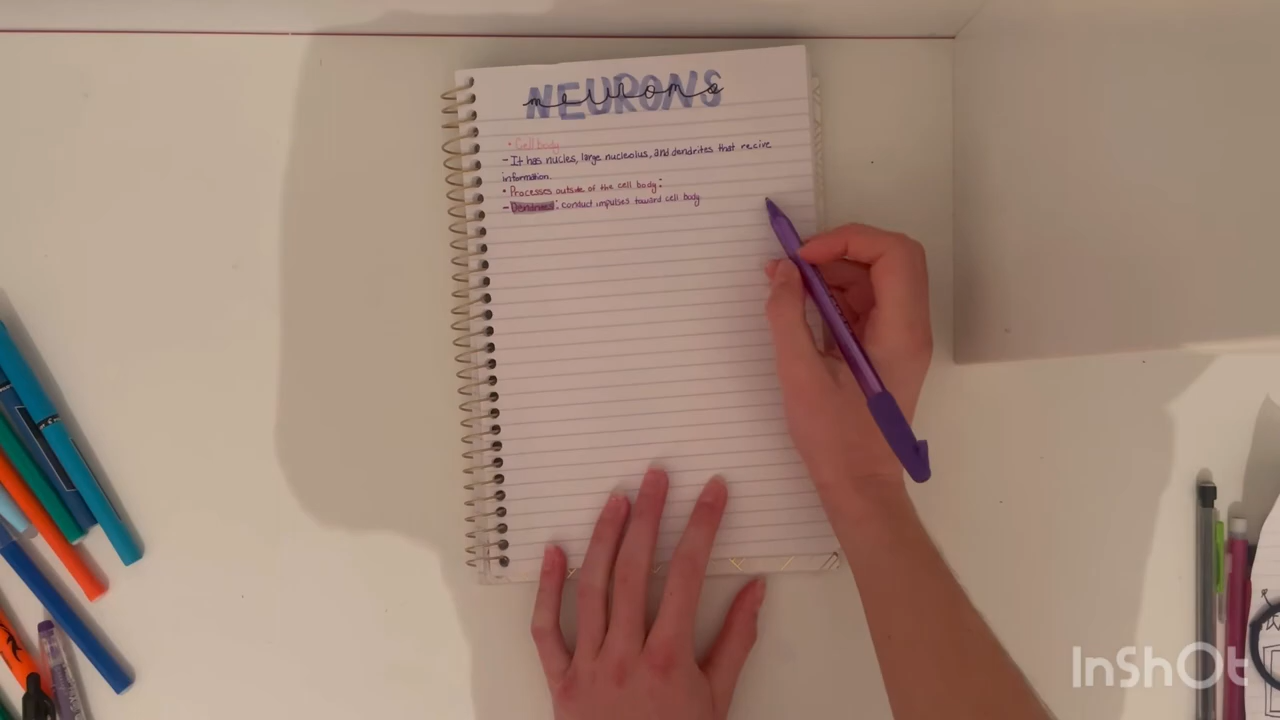 NEURONS
neurons
• Cell body
- It has nucles, large nucleolus, and dendrites that recive
information.
• Processes outside of the cell body:
- Dendrites: conduct impulses toward cell body
InShOt